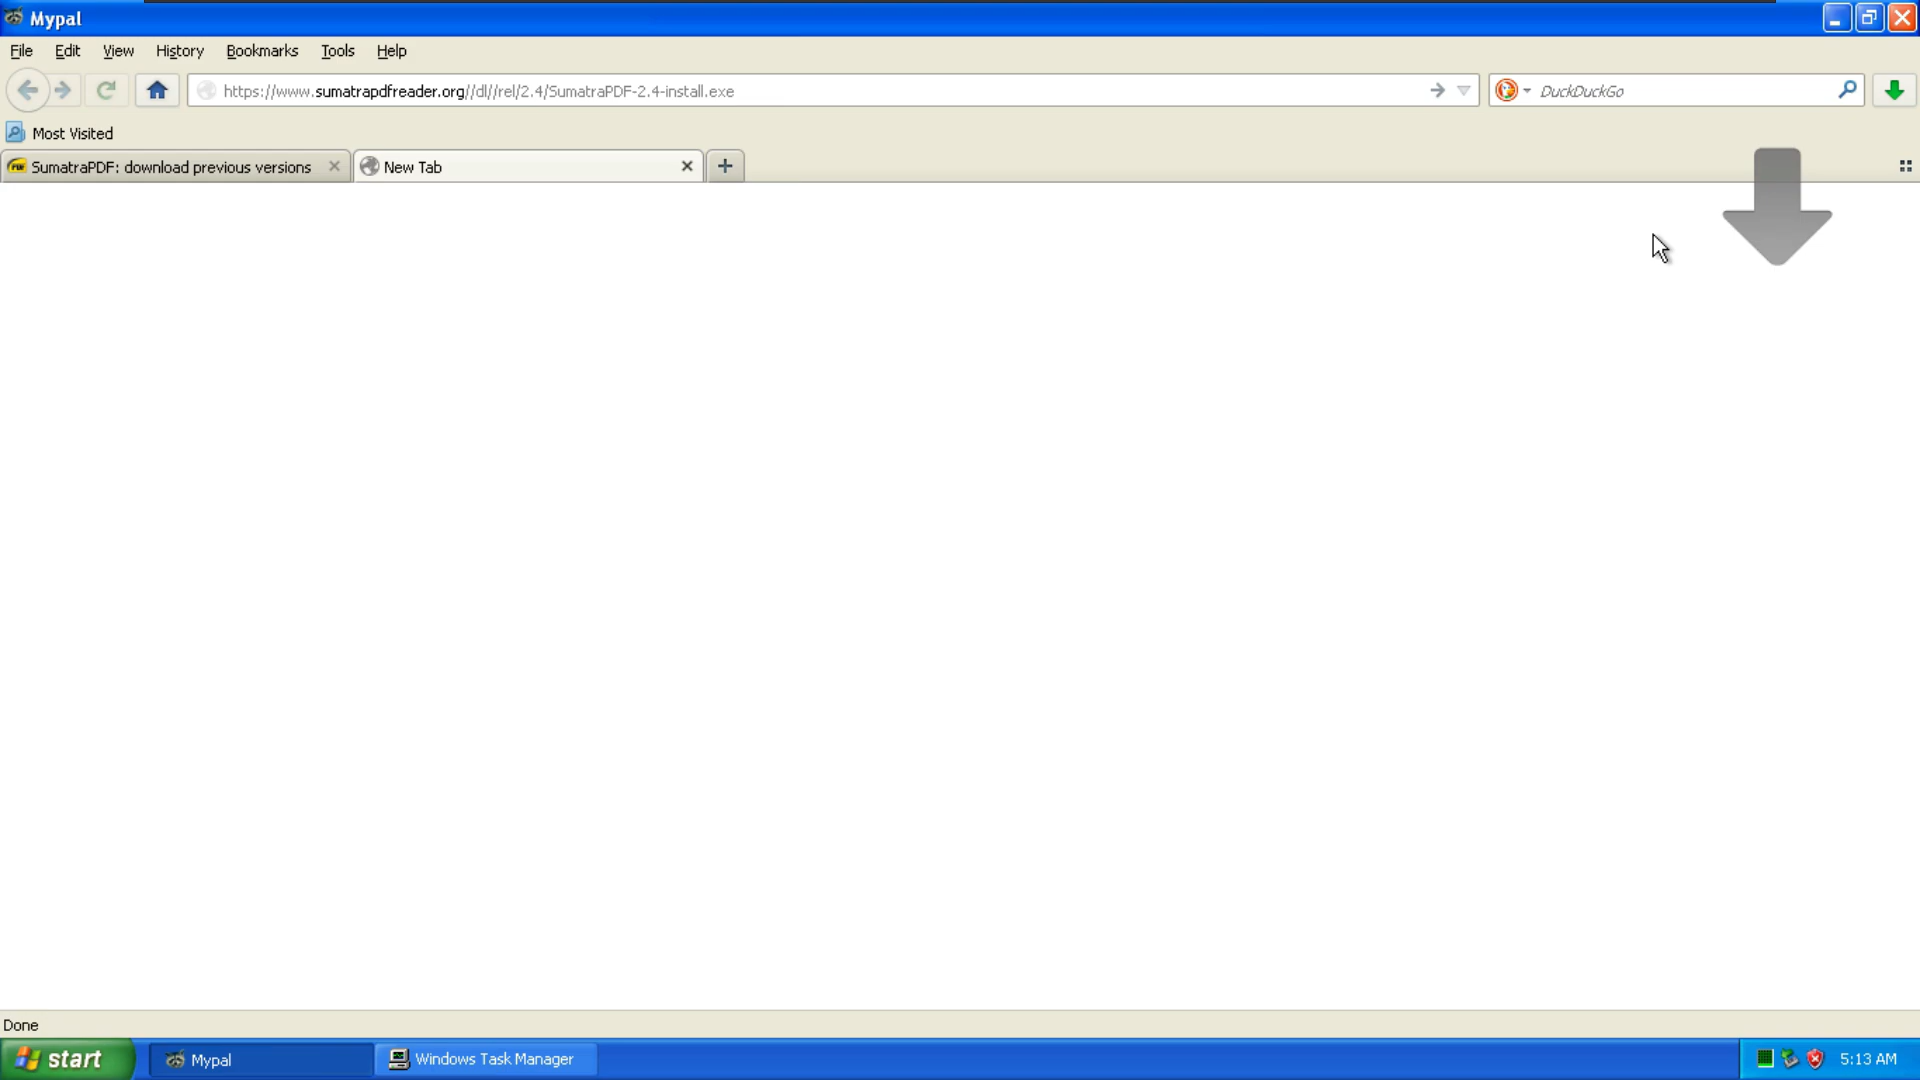 Mypal
File Edit View History Bookmarks Tools Help
https://www.sumatrapdfreader.org//dl//rel/2.4/SumatraPDF-2.4-install.exe DuckDuckGo
Most Visited
SumatraPDF: download previous versions New Tab
Done
start Mypal Windows Task Manager 5:13 AM